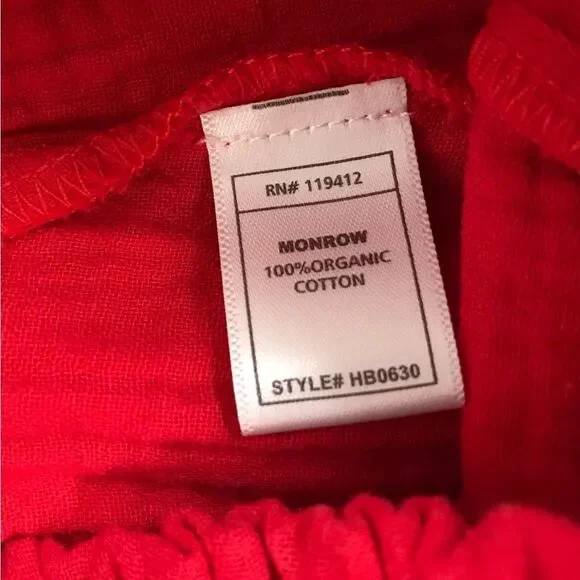 RN# 119412
MONROW
100%ORGANIC
COTTON
STYLE# HB0630